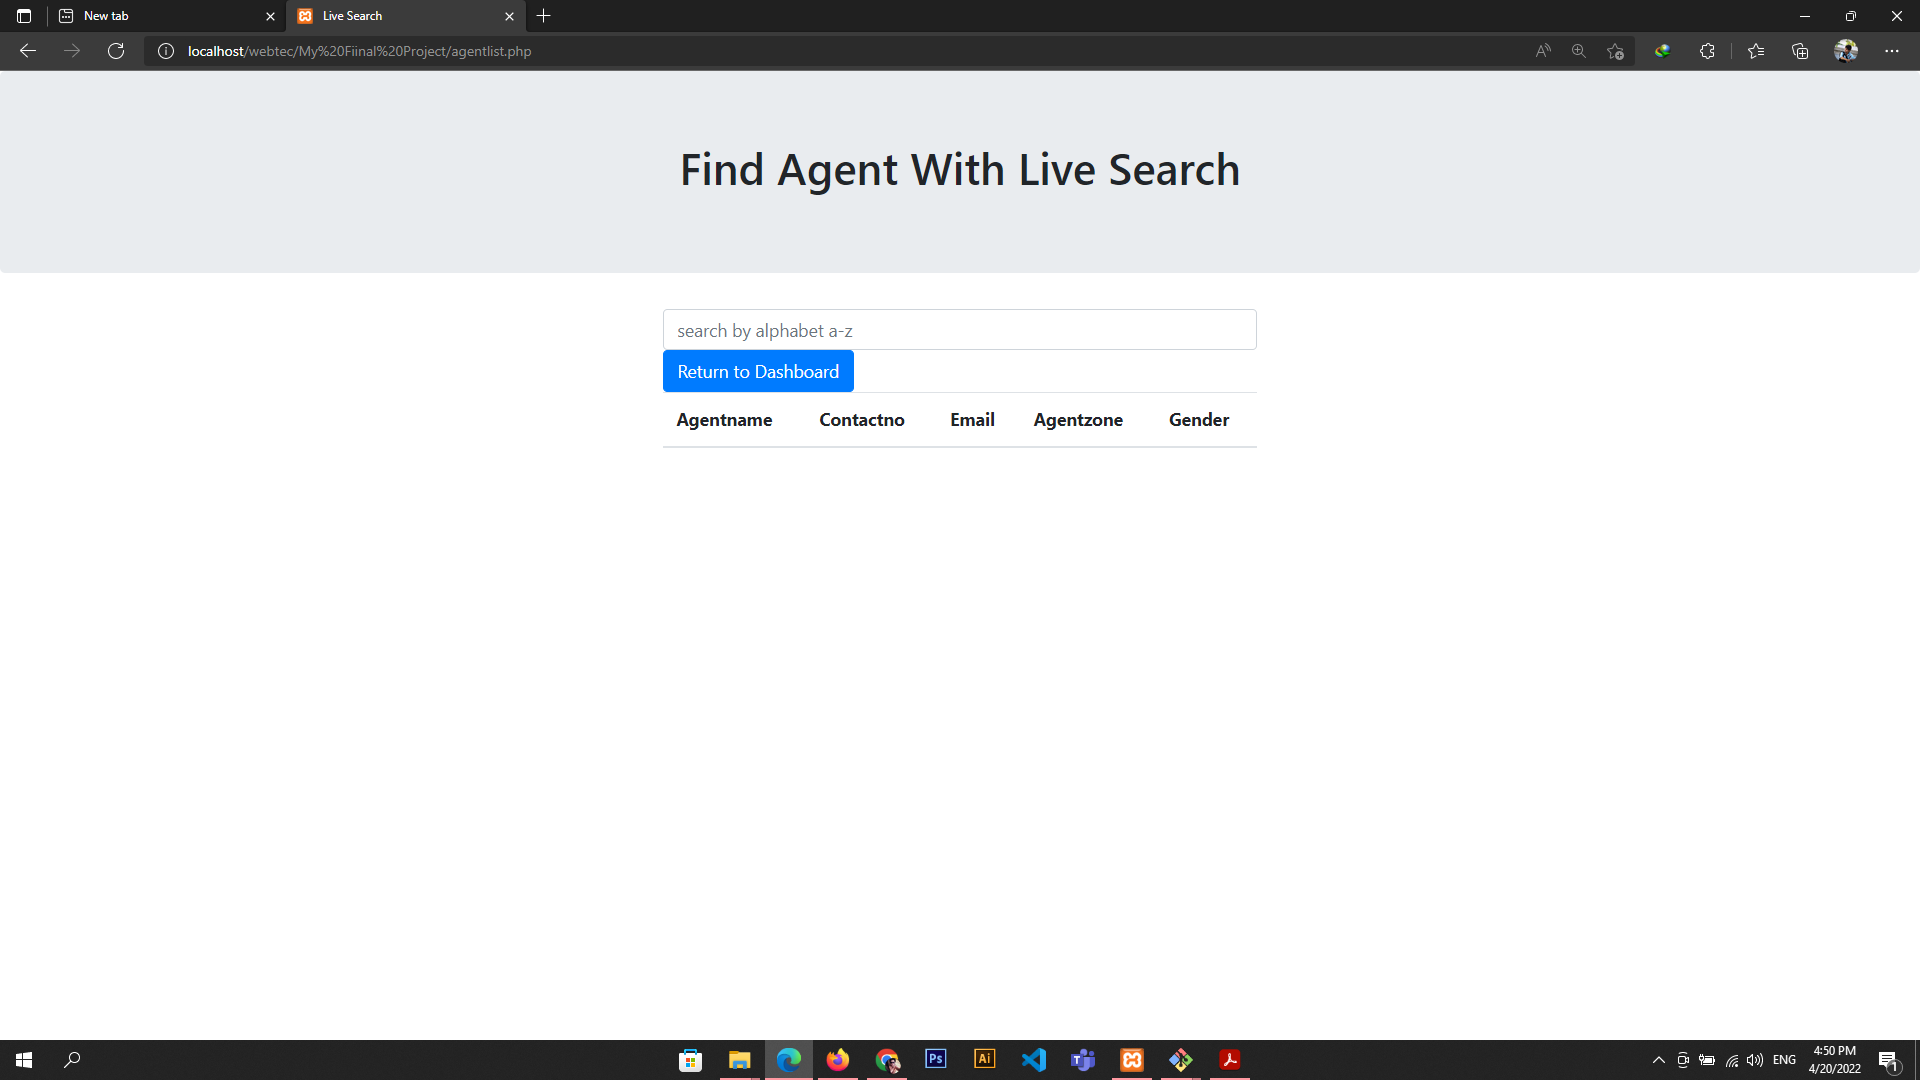 New tab
Live Search
localhost/webtec/My%20Fiinal%20Project/agentlist.php
Find Agent With Live Search
search by alphabet a-z
Return to Dashboard
Agentname Contactno Email Agentzone Gender
Ps
Ai
ENG
4:50 PM
4/20/2022
1